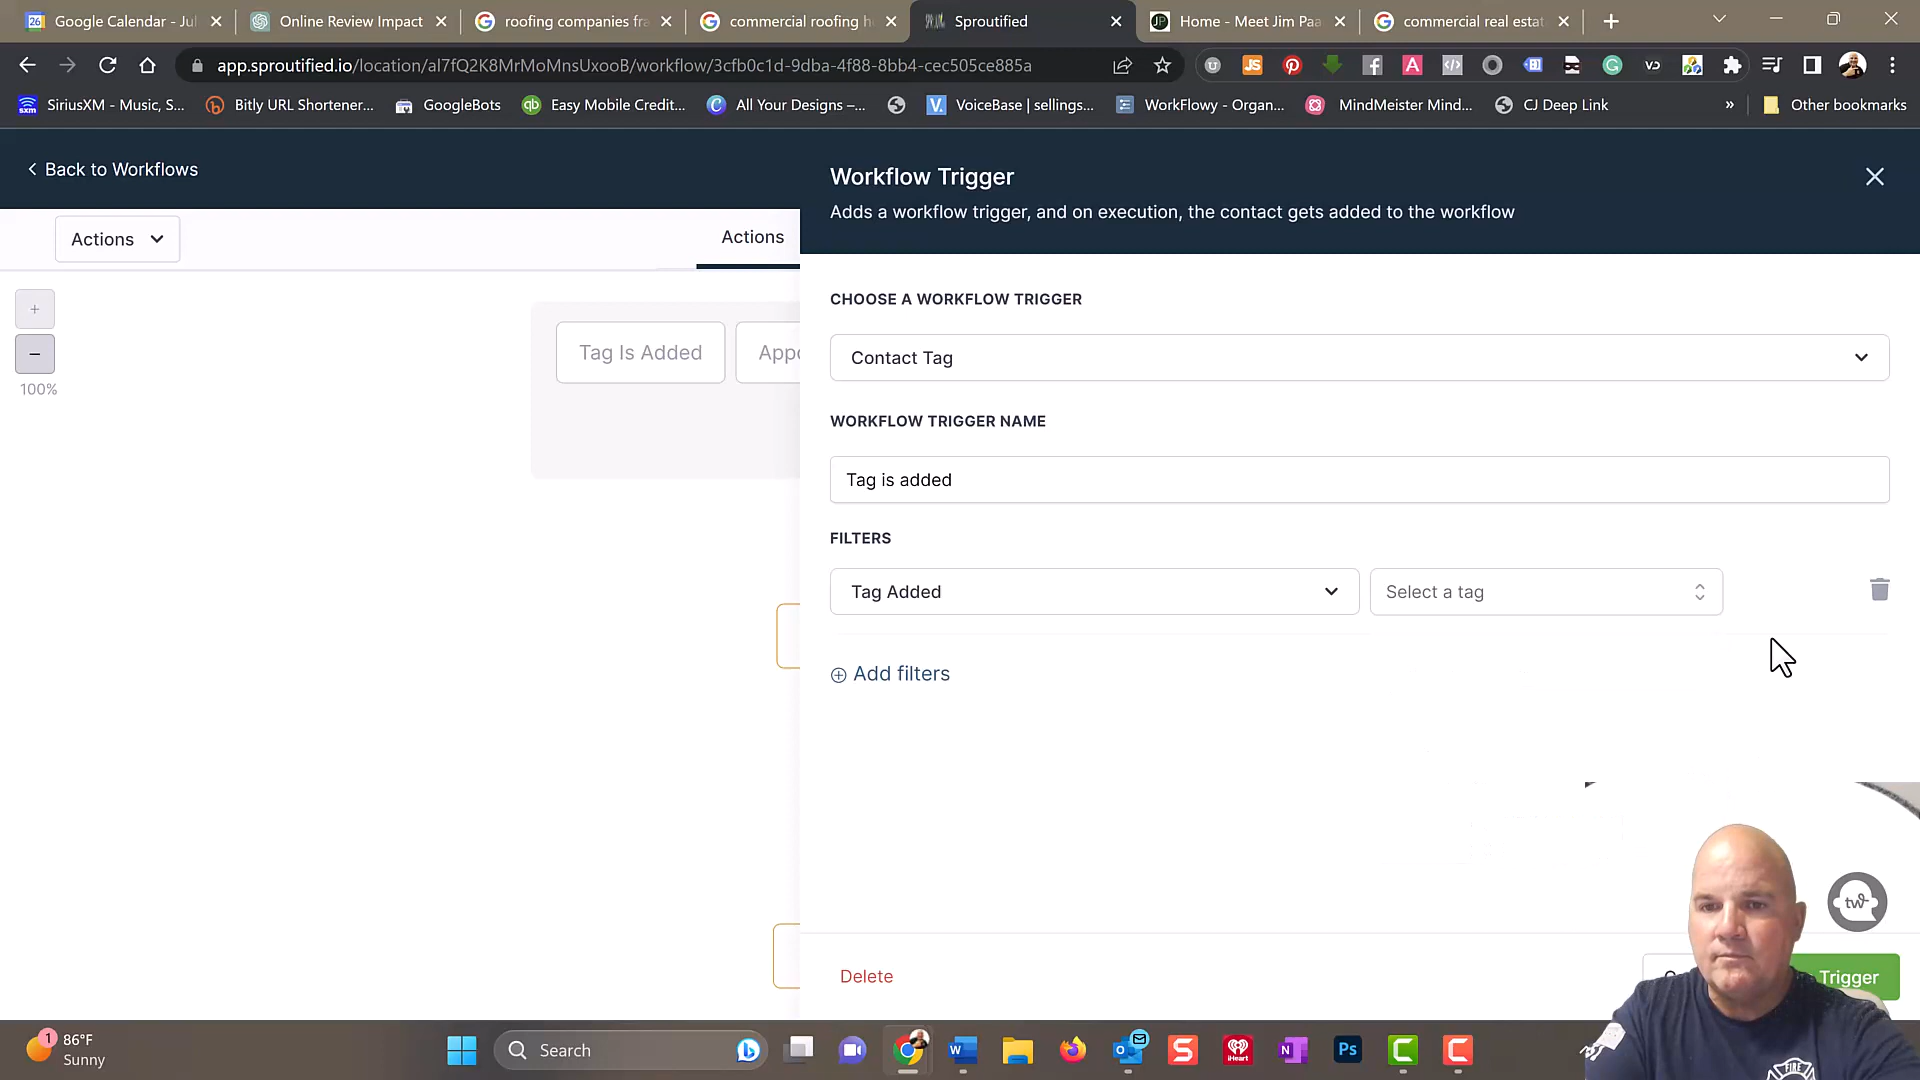 Google Calendar - Jul
Online Review Impact
roofing companies fra
commercial roofing h
Sproutified
Home - Meet Jim Paa
commercial real estat
app.sproutified.io/location/al7fQ2K8MrMoMnsUxooB/workflow/3cfb0c1d-9dba-4f88-8bb4-cec505ce885a
SiriusXM - Music, S...
Bitly URL Shortener...
GoogleBots
Easy Mobile Credit...
All Your Designs –...
VoiceBase | sellings...
WorkFlowy - Organ...
MindMeister Mind...
CJ Deep Link
»
Other bookmarks
Back to Workflows
Workflow Trigger
Adds a workflow trigger, and on execution, the contact gets added to the workflow
Actions
Actions
CHOOSE A WORKFLOW TRIGGER
Contact Tag
+
−
100%
Tag Is Added
Appo
WORKFLOW TRIGGER NAME
Tag is added
FILTERS
Tag Added
Select a tag
Add filters
tw
Delete
Trigger
FIRE
1
86°F
Sunny
Search